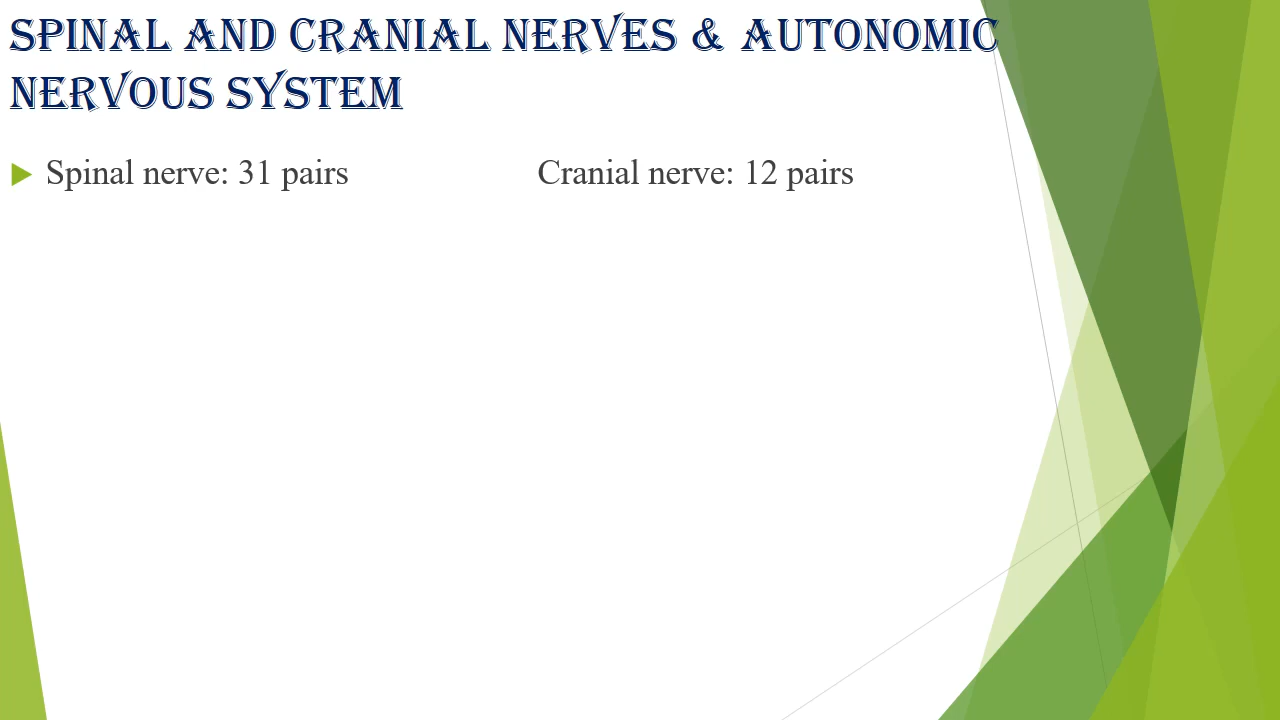 SPINAL AND CRANIAL NERVES & AUTONOMIC
NERVOUS SYSTEM
Spinal nerve: 31 pairs Cranial nerve: 12 pairs